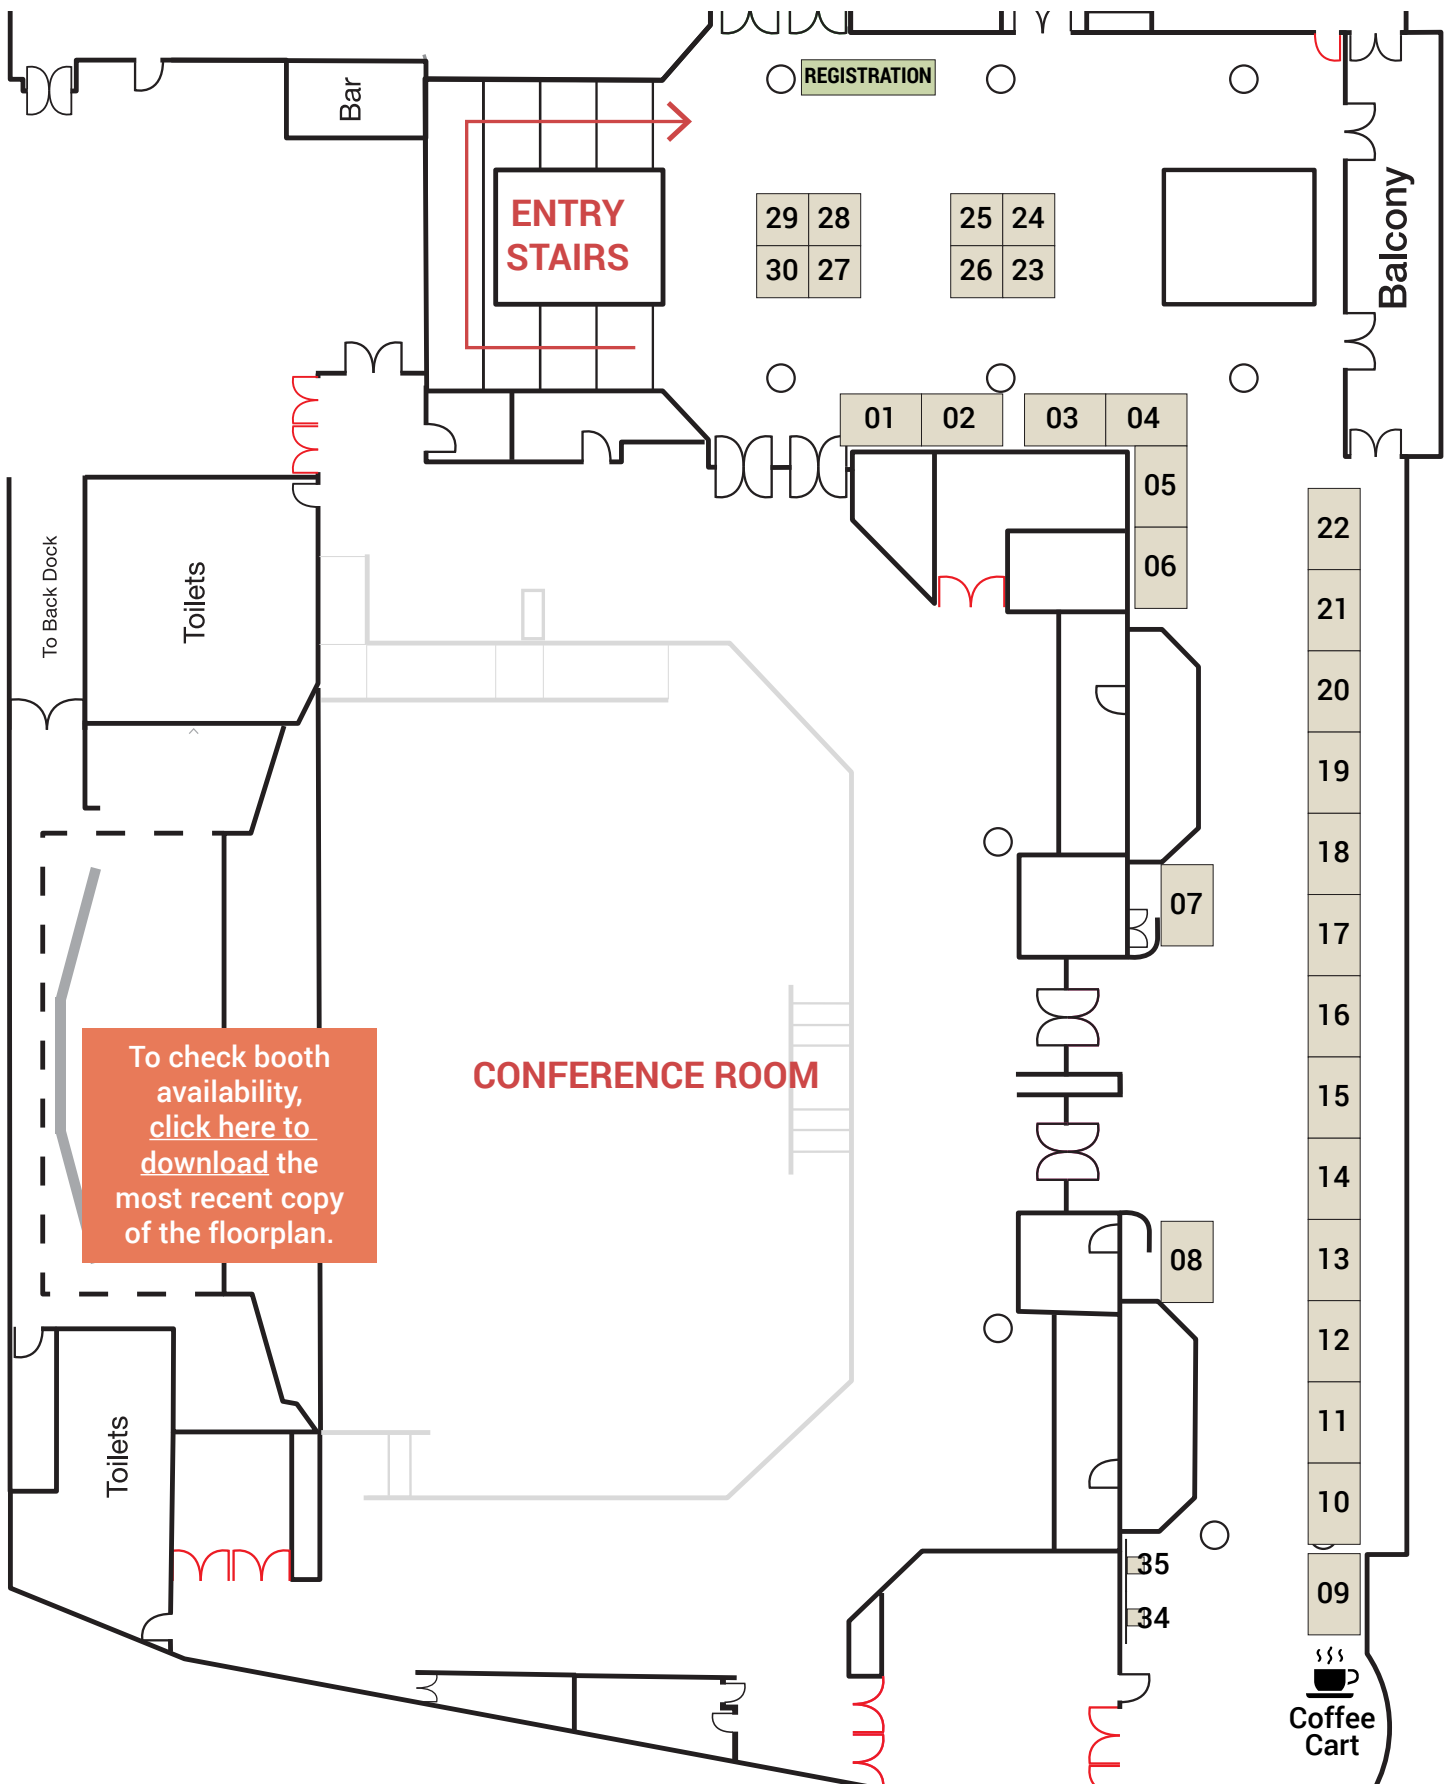 REGISTRATION
Bar
ENTRY
STAIRS
29 28
30 27
25 24
26 23
Balcony
01 02
03 04
05
06
To Back Dock
Toilets
22
21
20
19
18
17
16
15
14
13
12
11
10
09
07
CONFERENCE ROOM
To check booth
availability,
click here to
download the
most recent copy
of the floorplan.
08
Toilets
35
34
Coffee
Cart